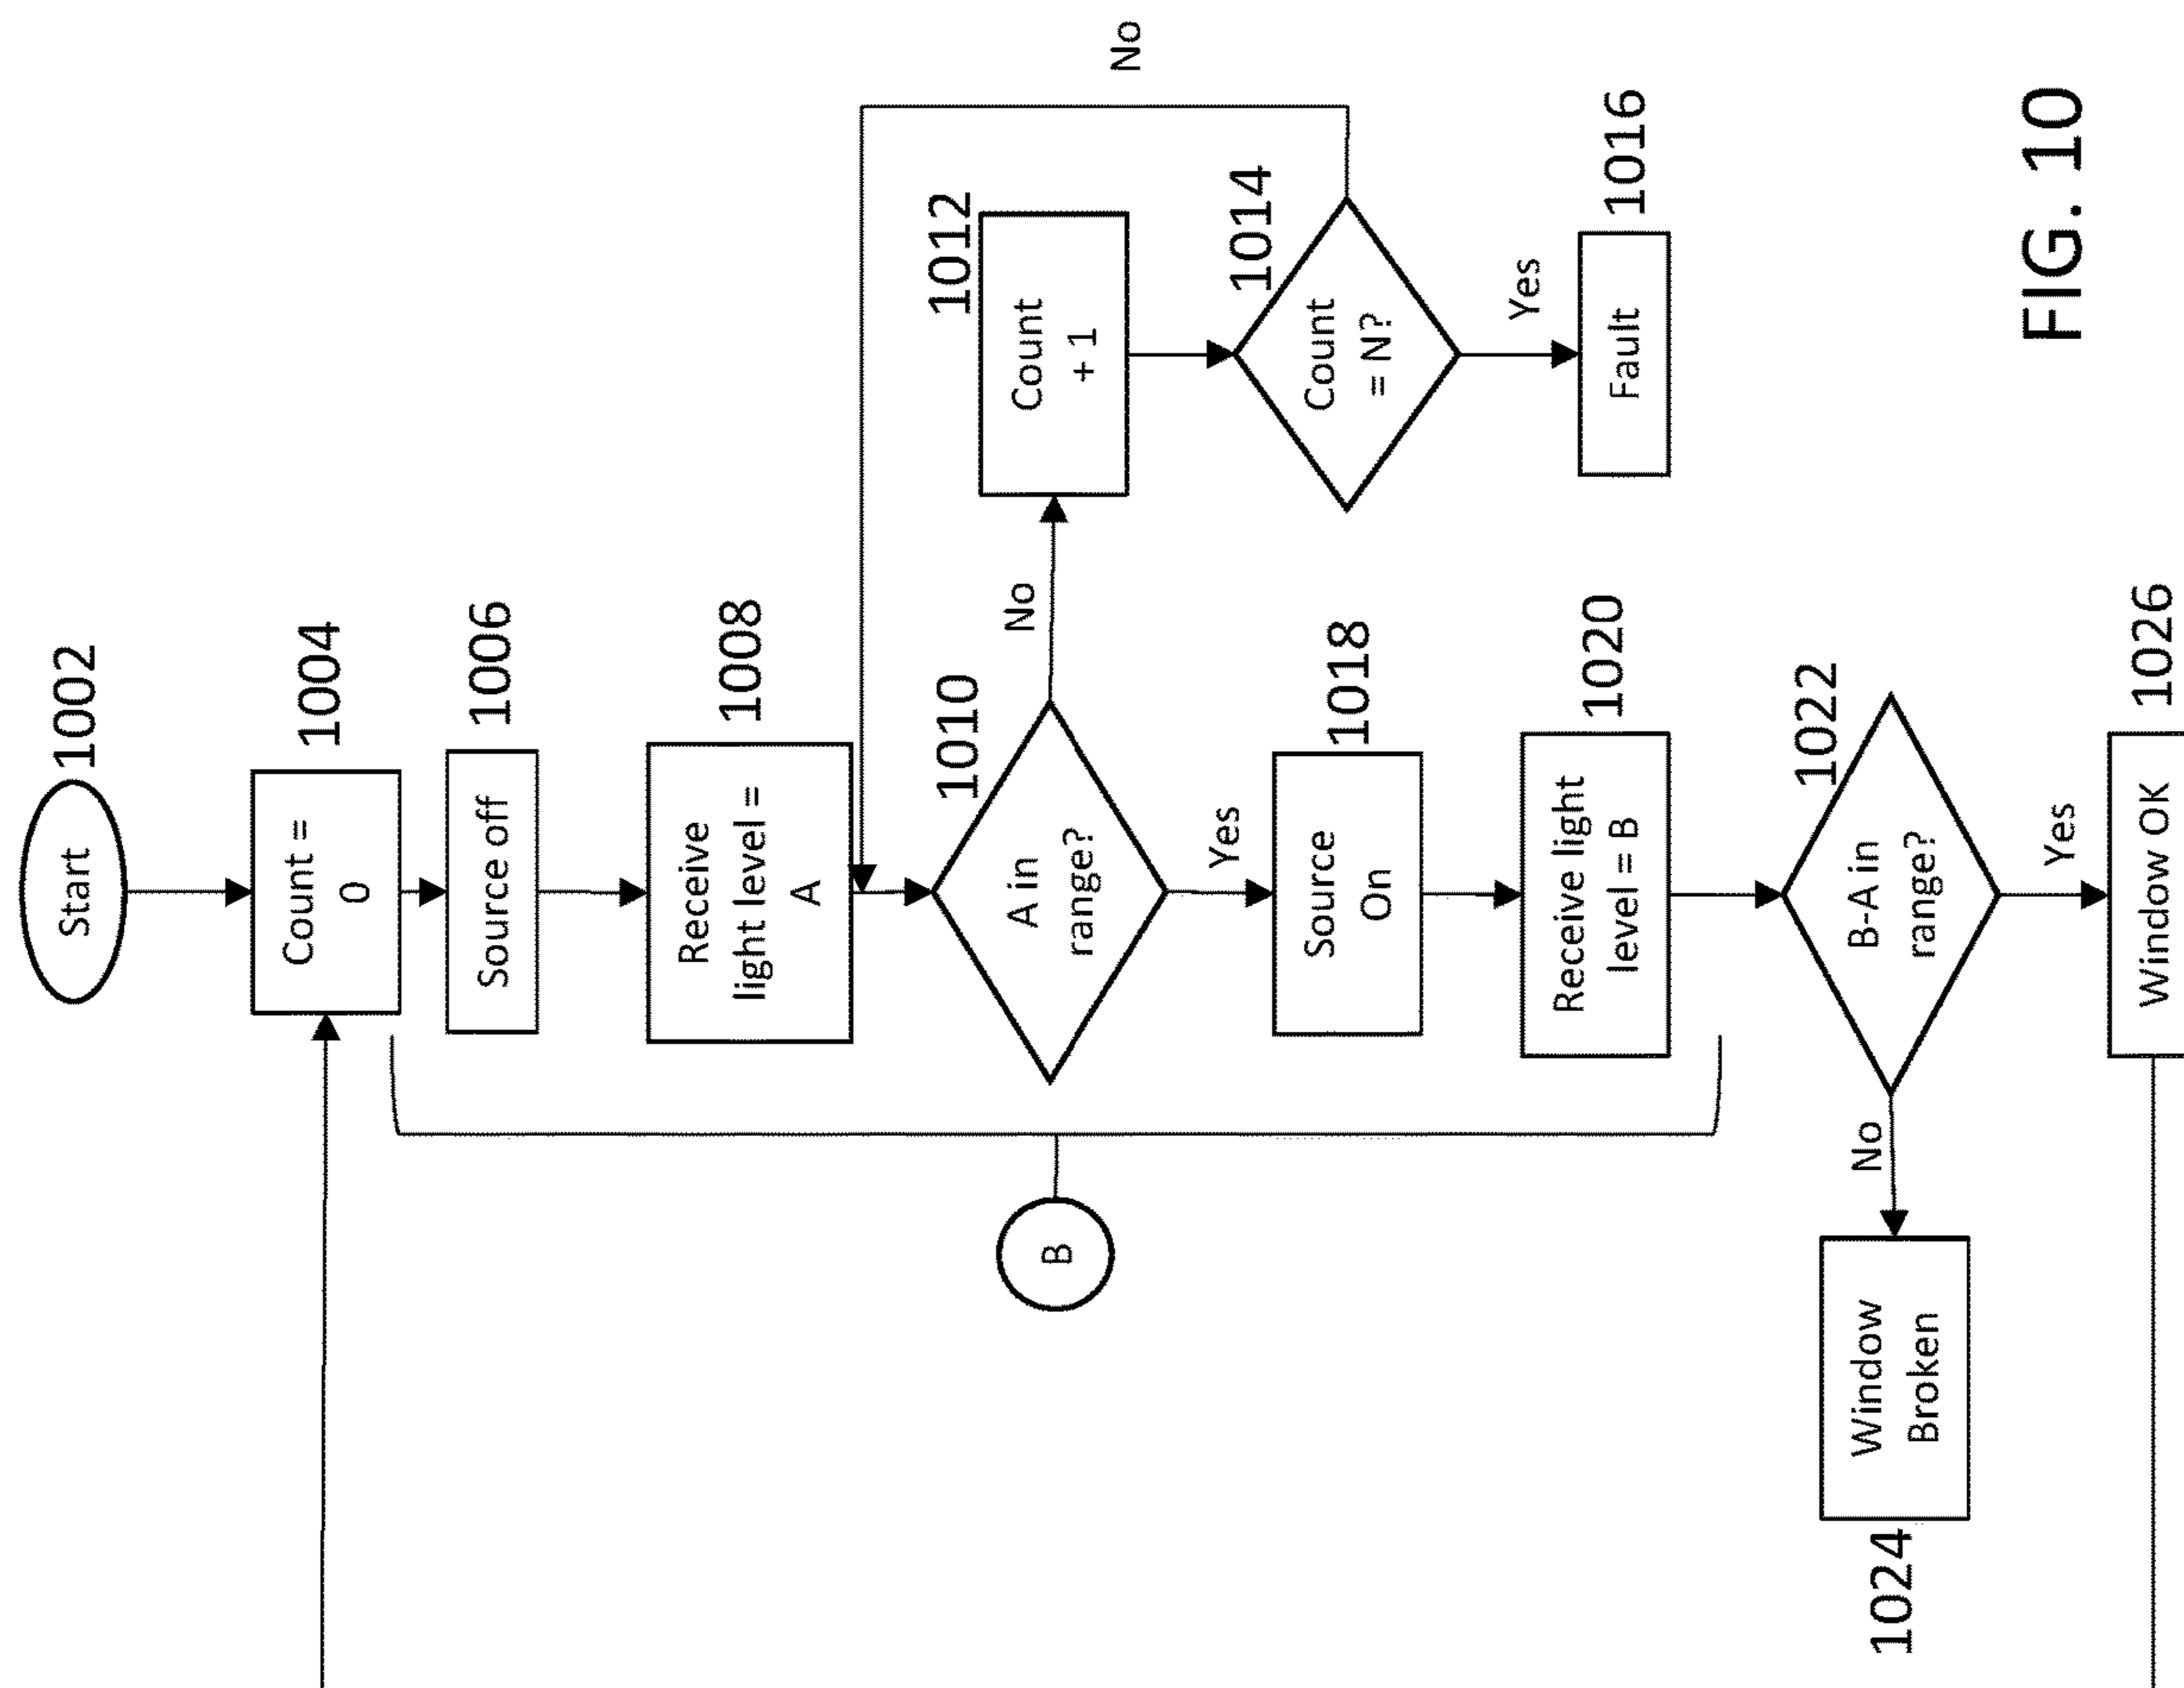 Start
1002
Count =
0
1004
Source off
1006
Receive
light level =
A
1008
A in
range?
1010
No
Count
+ 1
1012
Count
= N?
1014
No
Yes
Fault
1016
Yes
Source
On
1018
Receive light
level = B
1020
B
B-A in
range?
1022
No
Window
Broken
1024
Yes
Window OK
1026
FIG. 10